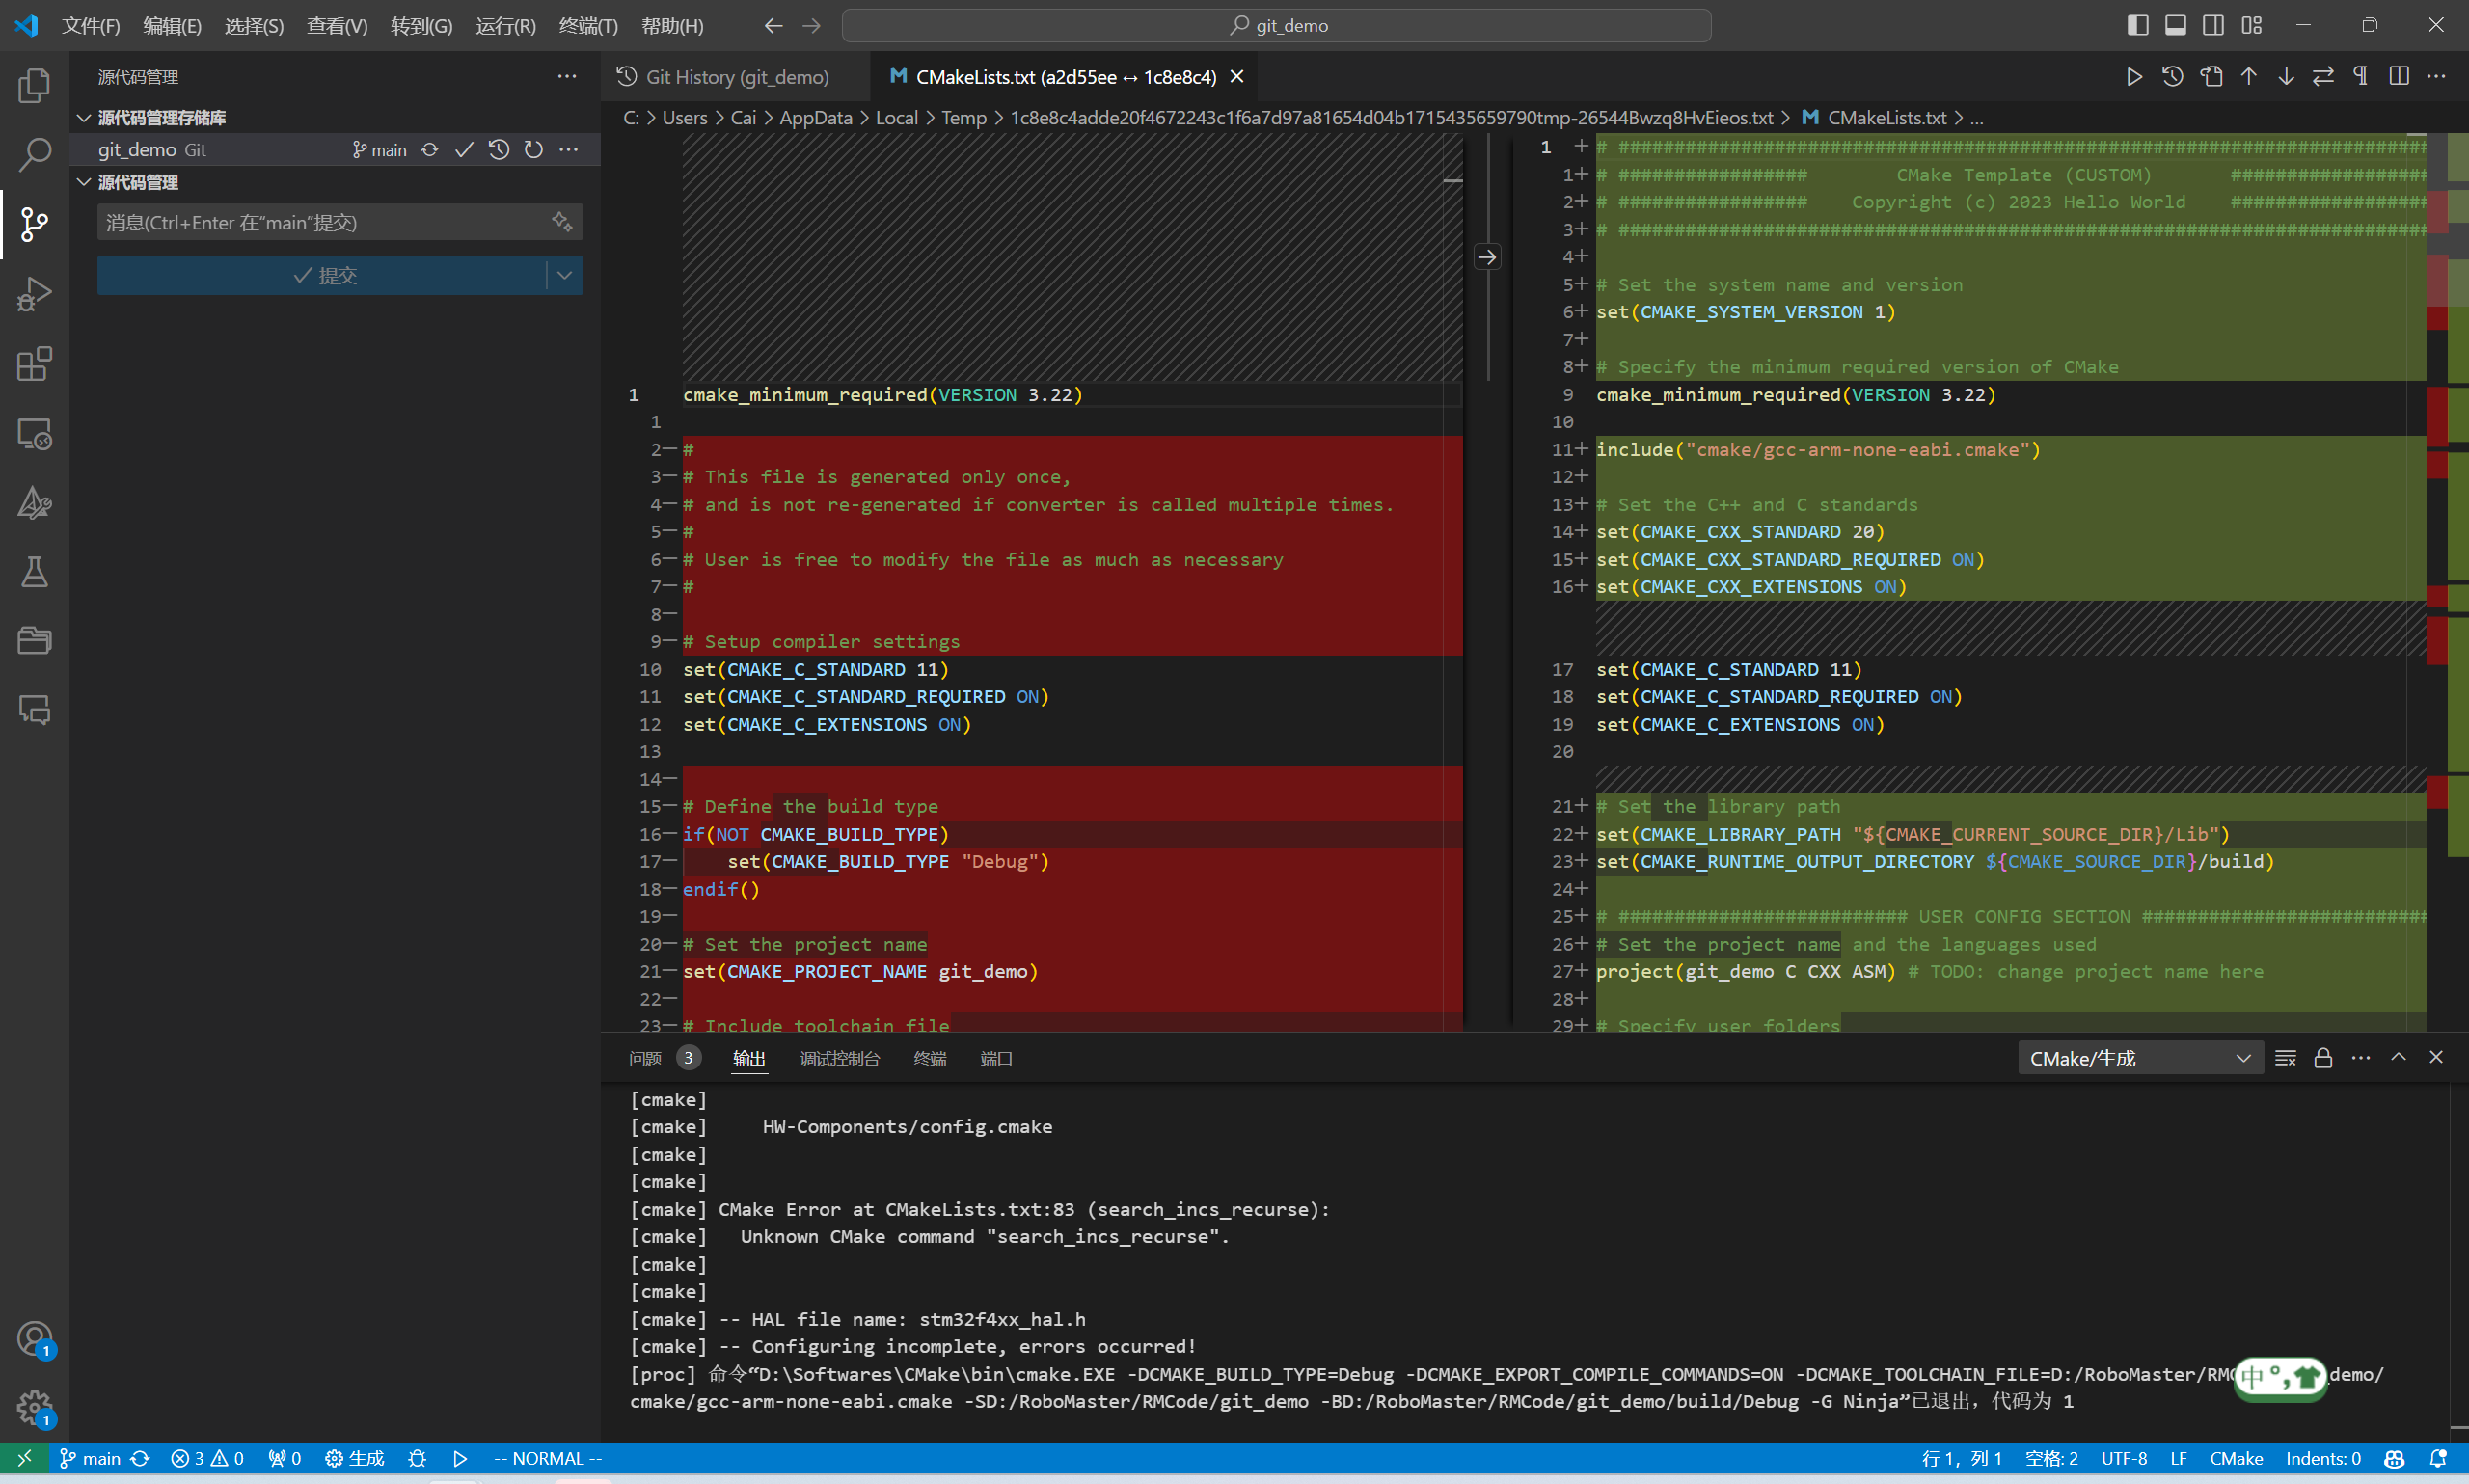 文件(F) 编辑(E) 选择(S) 查看(V) 转到(G) 运行(R) 终端(T) 帮助(H) git_demo
源代码管理
源代码管理存储库
git_demo Git main
源代码管理
消息(Ctrl+Enter 在“main”提交)
提交
Git History (git_demo) CMakeLists.txt (a2d55ee ↔ 1c8e8c4)
C: > Users > Cai > AppData > Local > Temp > 1c8e8c4adde20f4672243c1f6a7d97a81654d04b1715435659790tmp-26544Bwzq8HvEieos.txt > CMakeLists.txt > ...
1 cmake_minimum_required(VERSION 3.22)
1
2— #
3— # This file is generated only once,
4— # and is not re-generated if converter is called multiple times.
5— #
6— # User is free to modify the file as much as necessary
7— #
8—
9— # Setup compiler settings
10 set(CMAKE_C_STANDARD 11)
11 set(CMAKE_C_STANDARD_REQUIRED ON)
12 set(CMAKE_C_EXTENSIONS ON)
13
14—
15— # Define the build type
16— if(NOT CMAKE_BUILD_TYPE)
17— set(CMAKE_BUILD_TYPE "Debug")
18— endif()
19—
20— # Set the project name
21— set(CMAKE_PROJECT_NAME git_demo)
22—
23— # Include toolchain file
1 + # #########################################################################
1+ # ################# CMake Template (CUSTOM) ##################
2+ # ################# Copyright (c) 2023 Hello World ##################
3+ # #########################################################################
4+
5+ # Set the system name and version
6+ set(CMAKE_SYSTEM_VERSION 1)
7+
8+ # Specify the minimum required version of CMake
9 cmake_minimum_required(VERSION 3.22)
10
11+ include("cmake/gcc-arm-none-eabi.cmake")
12+
13+ # Set the C++ and C standards
14+ set(CMAKE_CXX_STANDARD 20)
15+ set(CMAKE_CXX_STANDARD_REQUIRED ON)
16+ set(CMAKE_CXX_EXTENSIONS ON)
17 set(CMAKE_C_STANDARD 11)
18 set(CMAKE_C_STANDARD_REQUIRED ON)
19 set(CMAKE_C_EXTENSIONS ON)
20
21+ # Set the library path
22+ set(CMAKE_LIBRARY_PATH "${CMAKE_CURRENT_SOURCE_DIR}/Lib")
23+ set(CMAKE_RUNTIME_OUTPUT_DIRECTORY ${CMAKE_SOURCE_DIR}/build)
24+
25+ # ########################## USER CONFIG SECTION ##########################
26+ # Set the project name and the languages used
27+ project(git_demo C CXX ASM) # TODO: change project name here
28+
29+ # Specify user folders
问题 3 输出 调试控制台 终端 端口 CMake/生成
[cmake]
[cmake] HW-Components/config.cmake
[cmake]
[cmake]
[cmake] CMake Error at CMakeLists.txt:83 (search_incs_recurse):
[cmake] Unknown CMake command "search_incs_recurse".
[cmake]
[cmake]
[cmake] -- HAL file name: stm32f4xx_hal.h
[cmake] -- Configuring incomplete, errors occurred!
[proc] 命令“D:\Softwares\CMake\bin\cmake.EXE -DCMAKE_BUILD_TYPE=Debug -DCMAKE_EXPORT_COMPILE_COMMANDS=ON -DCMAKE_TOOLCHAIN_FILE=D:/RoboMaster/RM demo/
cmake/gcc-arm-none-eabi.cmake -SD:/RoboMaster/RMCode/git_demo -BD:/RoboMaster/RMCode/git_demo/build/Debug -G Ninja”已退出，代码为 1
中 °,
1
1
main 3 0 0 生成 -- NORMAL -- 行 1，列 1 空格: 2 UTF-8 LF CMake Indents: 0